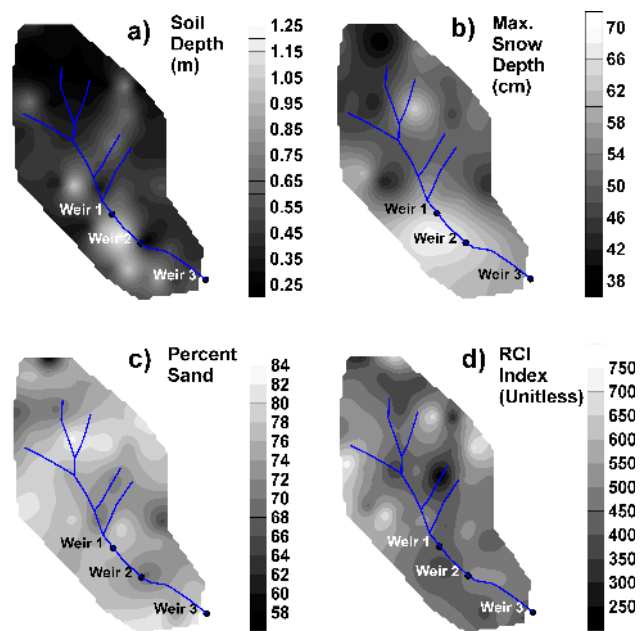 a) Soil
Depth
(m)
1.25
1.15
1.05
0.95
0.85
0.75
0.65
0.55
0.45
0.35
0.25
Weir 1
Weir 2
Weir 3
b) Max.
Snow
Depth
(cm)
70
66
62
58
54
50
46
42
38
Weir 1
Weir 2
Weir 3
c) Percent
Sand
84
82
80
78
76
74
72
70
68
66
64
62
60
58
Weir 1
Weir 2
Weir 3
d) RCI
Index
(Unitless)
750
700
650
600
550
500
450
400
350
300
250
Weir 1
Weir 2
Weir 3